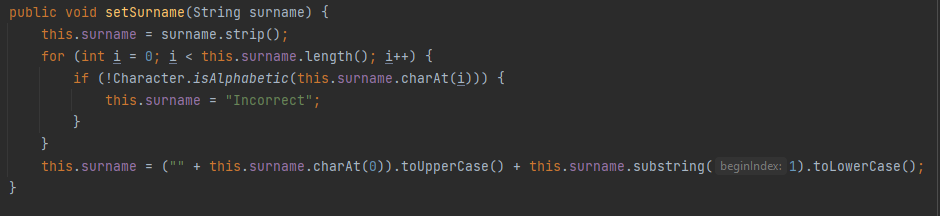 public void setSurname(String surname) {
    this.surname = surname.strip();
    for (int i = 0; i < this.surname.length(); i++) {
        if (!Character.isAlphabetic(this.surname.charAt(i))) {
            this.surname = "Incorrect";
        }
    }
    this.surname = ("" + this.surname.charAt(0)).toUpperCase() + this.surname.substring( beginIndex: 1).toLowerCase();
}